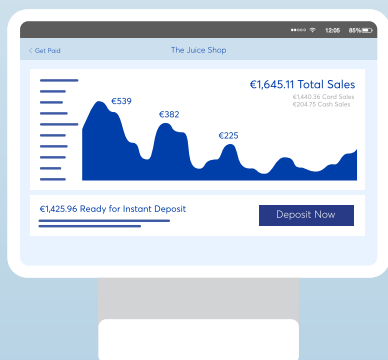 12:05 85%
< Get Paid
The Juice Shop
€1,645.11 Total Sales
€1,440.36 Card Sales
€204.75 Cash Sales
€539
€382
€225
€1,425.96 Ready for Instant Deposit
Deposit Now